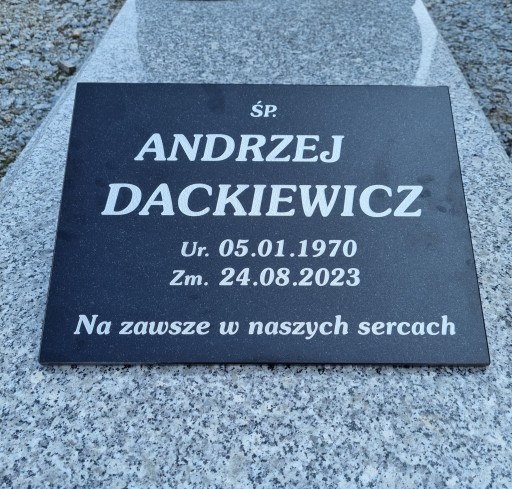 ŚP.
ANDRZEJ
DACKIEWICZ
Ur. 05.01.1970
Zm. 24.08.2023
Na zawsze w naszych sercach